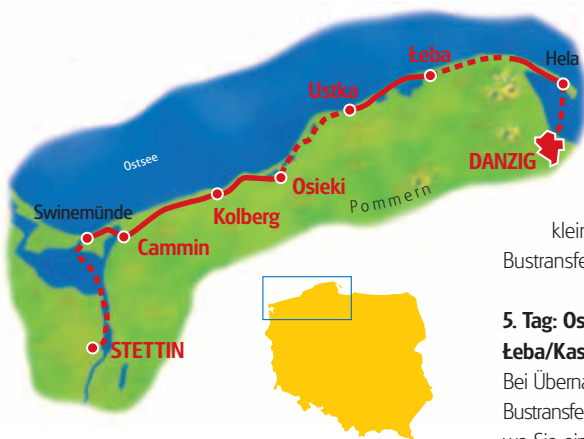 Łeba
Hela
Ustka
Ostsee
DANZIG
Osieki
Pommern
Swinemünde
Kolberg
Cammin
STETTIN
klein
Bustransfe
5. Tag: Os
Łeba/Kas
Bei Überna
Bustransfe